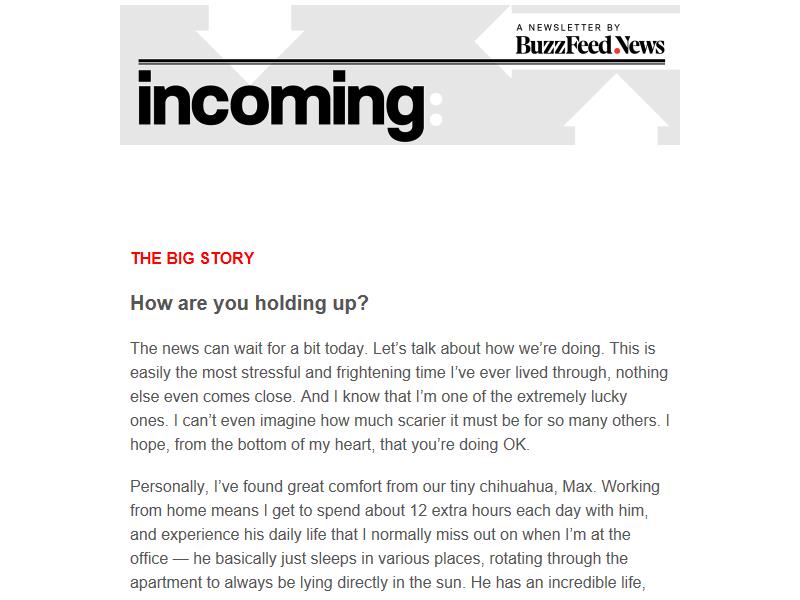 A NEWSLETTER BY
BuzzFeed.News
incoming:
THE BIG STORY
How are you holding up?
The news can wait for a bit today. Let’s talk about how we’re doing. This is
easily the most stressful and frightening time I’ve ever lived through, nothing
else even comes close. And I know that I’m one of the extremely lucky
ones. I can’t even imagine how much scarier it must be for so many others. I
hope, from the bottom of my heart, that you’re doing OK.
Personally, I’ve found great comfort from our tiny chihuahua, Max. Working
from home means I get to spend about 12 extra hours each day with him,
and experience his daily life that I normally miss out on when I’m at the
office — he basically just sleeps in various places, rotating through the
apartment to always be lying directly in the sun. He has an incredible life,